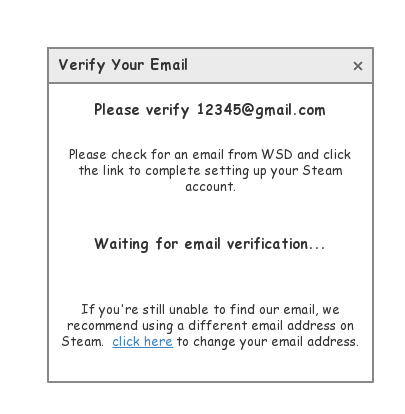 Verify Your Email ×
Please verify 12345@gmail.com
Please check for an email from WSD and click
the link to complete setting up your Steam
account.
Waiting for email verification...
If you're still unable to find our email, we
recommend using a different email address on
Steam. click here to change your email address.